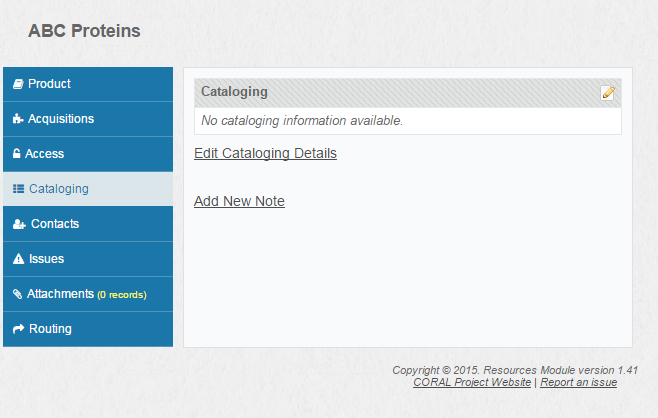 ABC Proteins
Product
Acquisitions
Access
Cataloging
Contacts
Issues
Attachments (0 records)
Routing
Cataloging
No cataloging information available.
Edit Cataloging Details
Add New Note
Copyright © 2015. Resources Module version 1.41
CORAL Project Website | Report an issue